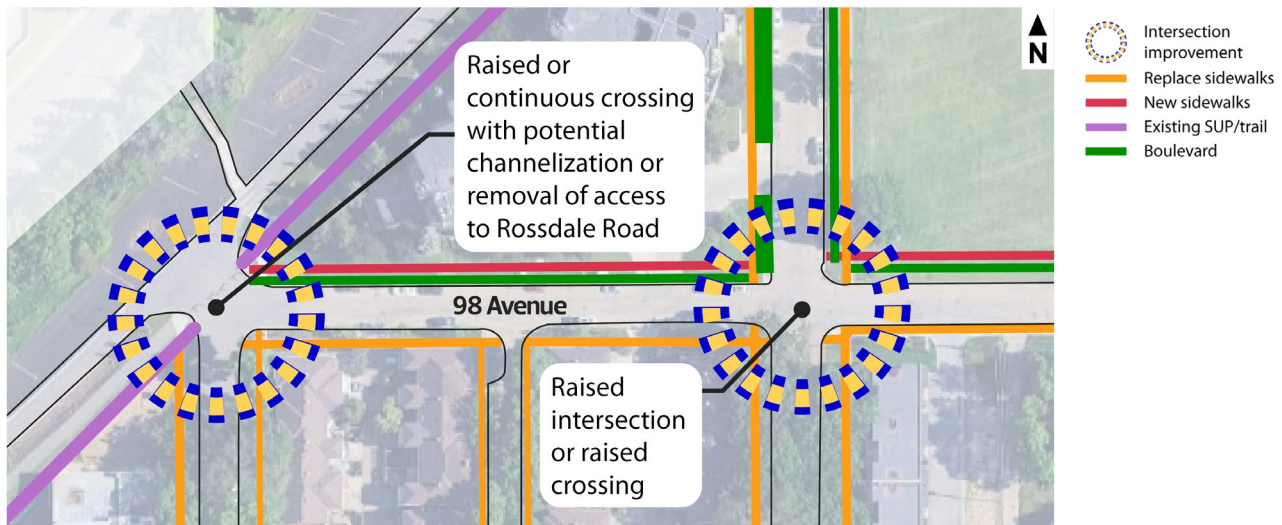 Raised or
continuous crossing
with potential
channelization or
removal of access
to Rossdale Road
98 Avenue
Raised
intersection
or raised
crossing
N
Intersection
improvement
Replace sidewalks
New sidewalks
Existing SUP/trail
Boulevard